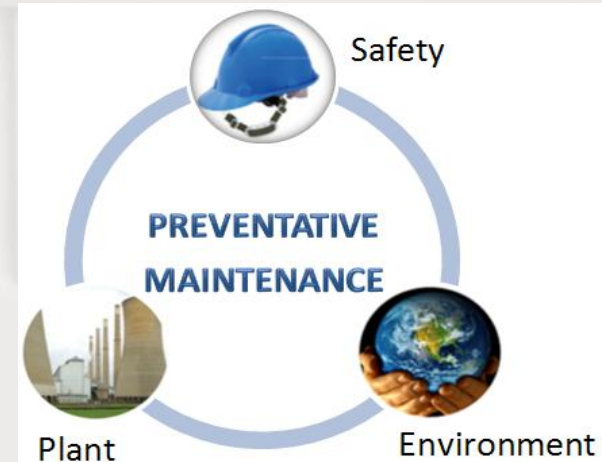 Safety
PREVENTATIVE
MAINTENANCE
Plant
Environment